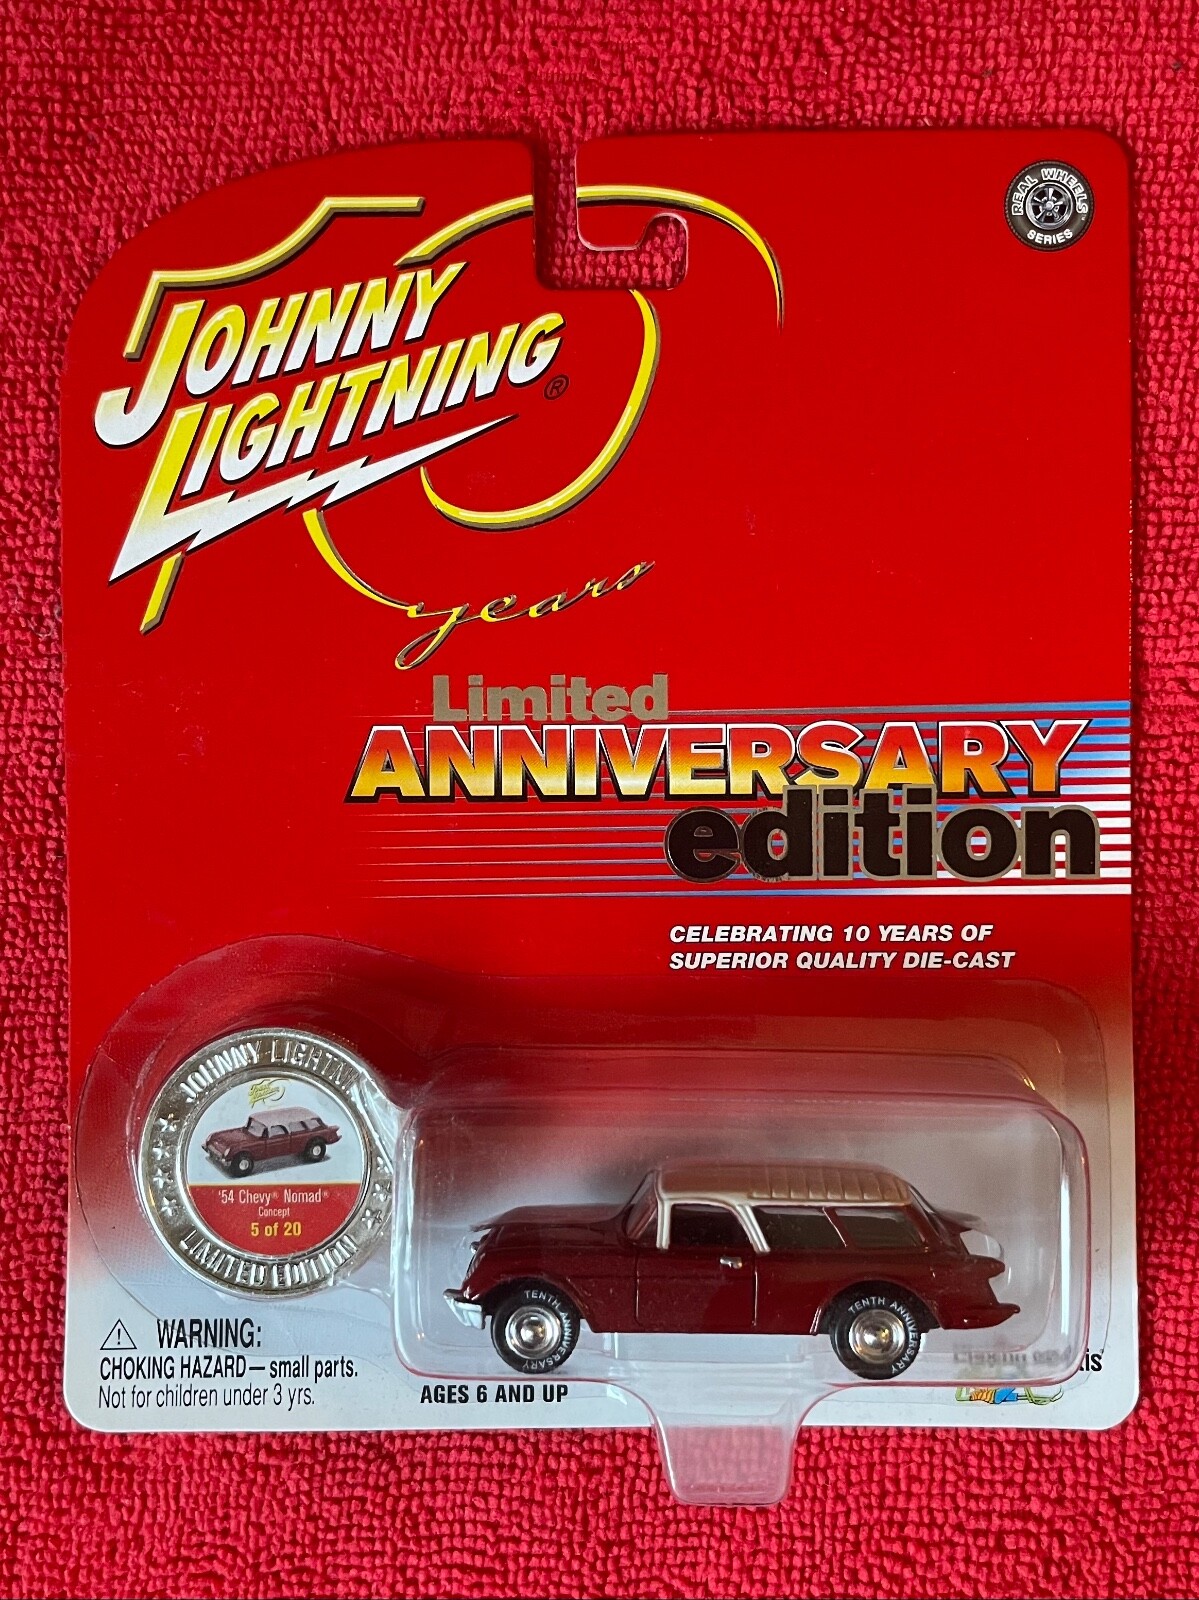 REAL WHEELS
SERIES
JOHNNY
LIGHTNING®
years
Limited
ANNIVERSARY
edition
CELEBRATING 10 YEARS OF
SUPERIOR QUALITY DIE-CAST
JOHNNY LIGHTNING
'54 Chevy® Nomad®
Concept
5 of 20
LIMITED EDITION
TENTH ANNIVERSARY
TENTH ANNIVERSARY
WARNING:
CHOKING HAZARD— small parts.
Not for children under 3 yrs.
AGES 6 AND UP